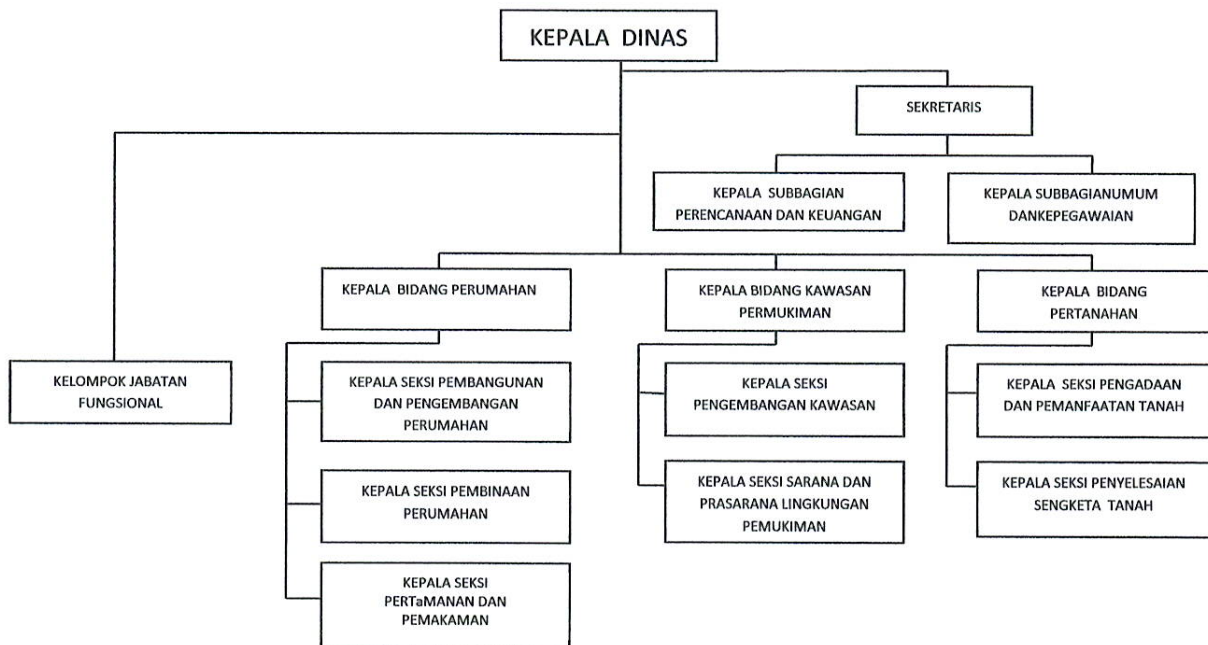 KEPALA DINAS
SEKRETARIS
KEPALA SUBBAGIAN
PERENCANAAN DAN KEUANGAN
KEPALA SUBBAGIANUMUM
DANKEPEGAWAIAN
KEPALA BIDANG PERUMAHAN
KEPALA BIDANG KAWASAN
PERMUKIMAN
KEPALA BIDANG
PERTANAHAN
KELOMPOK JABATAN
FUNGSIONAL
KEPALA SEKSI PEMBANGUNAN
DAN PENGEMBANGAN
PERUMAHAN
KEPALA SEKSI
PENGEMBANGAN KAWASAN
KEPALA SEKSI PENGADAAN
DAN PEMANFAATAN TANAH
KEPALA SEKSI PEMBINAAN
PERUMAHAN
KEPALA SEKSI SARANA DAN
PRASARANA LINGKUNGAN
PEMUKIMAN
KEPALA SEKSI PENYELESAIAN
SENGKETA TANAH
KEPALA SEKSI
PERTaMANAN DAN
PEMAKAMAN